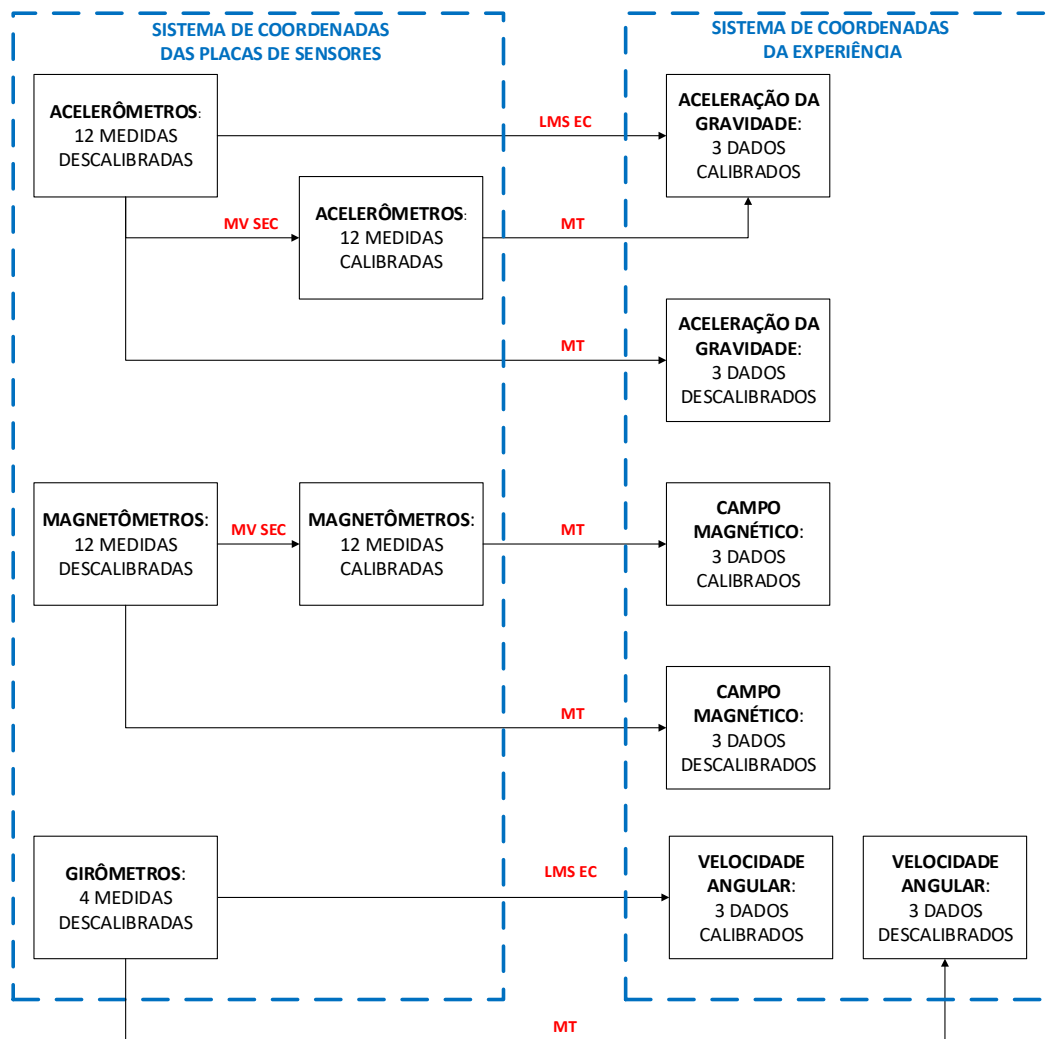 SISTEMA DE COORDENADAS
DAS PLACAS DE SENSORES
SISTEMA DE COORDENADAS
DA EXPERIÊNCIA
ACELERÔMETROS:
12 MEDIDAS
DESCALIBRADAS
LMS EC
ACELERAÇÃO DA
GRAVIDADE:
3 DADOS
CALIBRADOS
MV SEC
ACELERÔMETROS:
12 MEDIDAS
CALIBRADAS
MT
MT
ACELERAÇÃO DA
GRAVIDADE:
3 DADOS
DESCALIBRADOS
MAGNETÔMETROS:
12 MEDIDAS
DESCALIBRADAS
MV SEC
MAGNETÔMETROS:
12 MEDIDAS
CALIBRADAS
MT
CAMPO
MAGNÉTICO:
3 DADOS
CALIBRADOS
MT
CAMPO
MAGNÉTICO:
3 DADOS
DESCALIBRADOS
GIRÔMETROS:
4 MEDIDAS
DESCALIBRADAS
LMS EC
VELOCIDADE
ANGULAR:
3 DADOS
CALIBRADOS
VELOCIDADE
ANGULAR:
3 DADOS
DESCALIBRADOS
MT